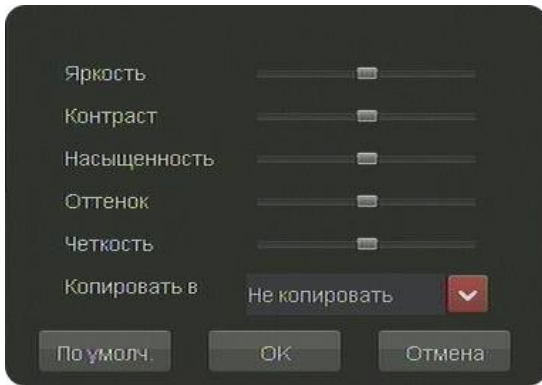 Яркость
Контраст
Насыщенность
Оттенок
Четкость
Копировать в Не копировать
По умолч. OK Отмена